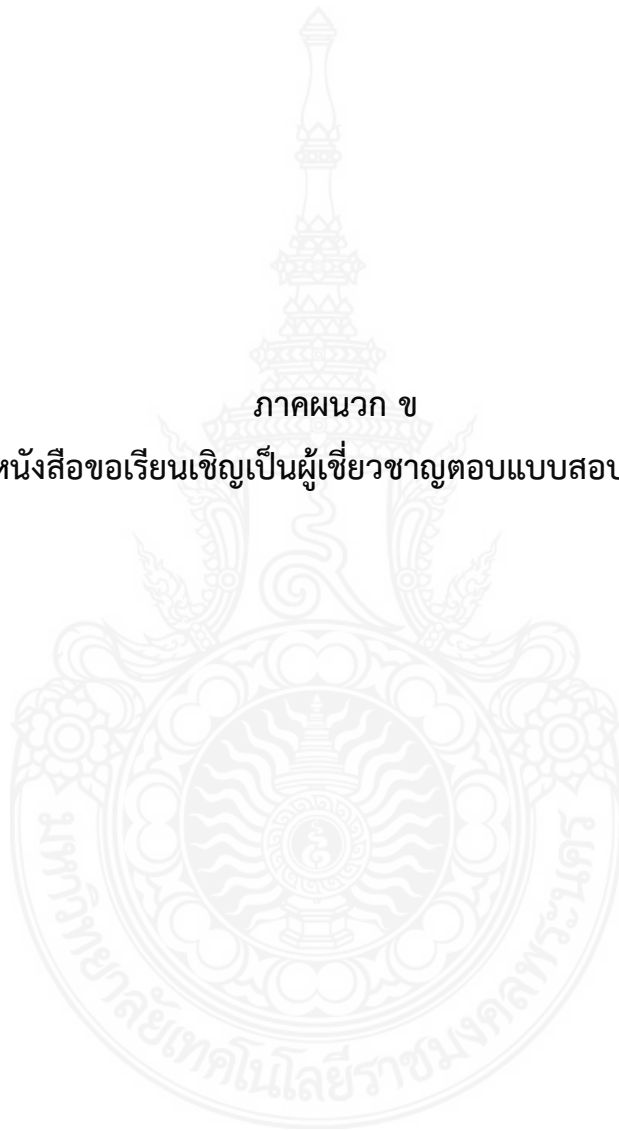 ภาคผนวก ข
หนังสือขอเรียนเชิญเป็นผู้เชี่ยวชาญตอบแบบสอบ
มหาวิทยาลัยเทคโนโลยีราชมงคลพระนคร